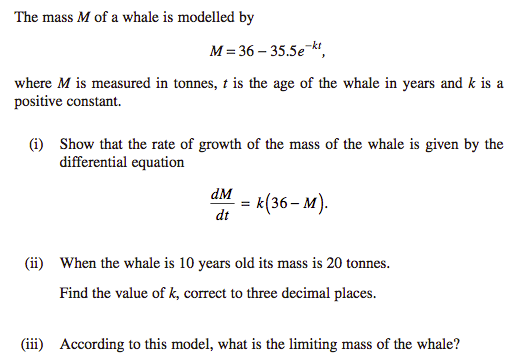 The mass M of a whale is modelled by
M = 36 – 35.5e^{–kt},
where M is measured in tonnes, t is the age of the whale in years and k is a
positive constant.
(i) Show that the rate of growth of the mass of the whale is given by the
differential equation
dM/dt = k(36 – M).
(ii) When the whale is 10 years old its mass is 20 tonnes.
Find the value of k, correct to three decimal places.
(iii) According to this model, what is the limiting mass of the whale?